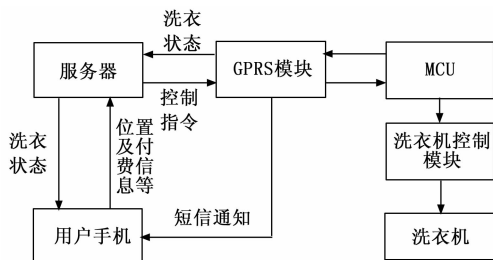 洗衣
状态
服务器
GPRS模块
MCU
控制
指令
位置
及付
费信
息等
洗衣
状态
洗衣机控制
模块
短信通知
用户手机
洗衣机